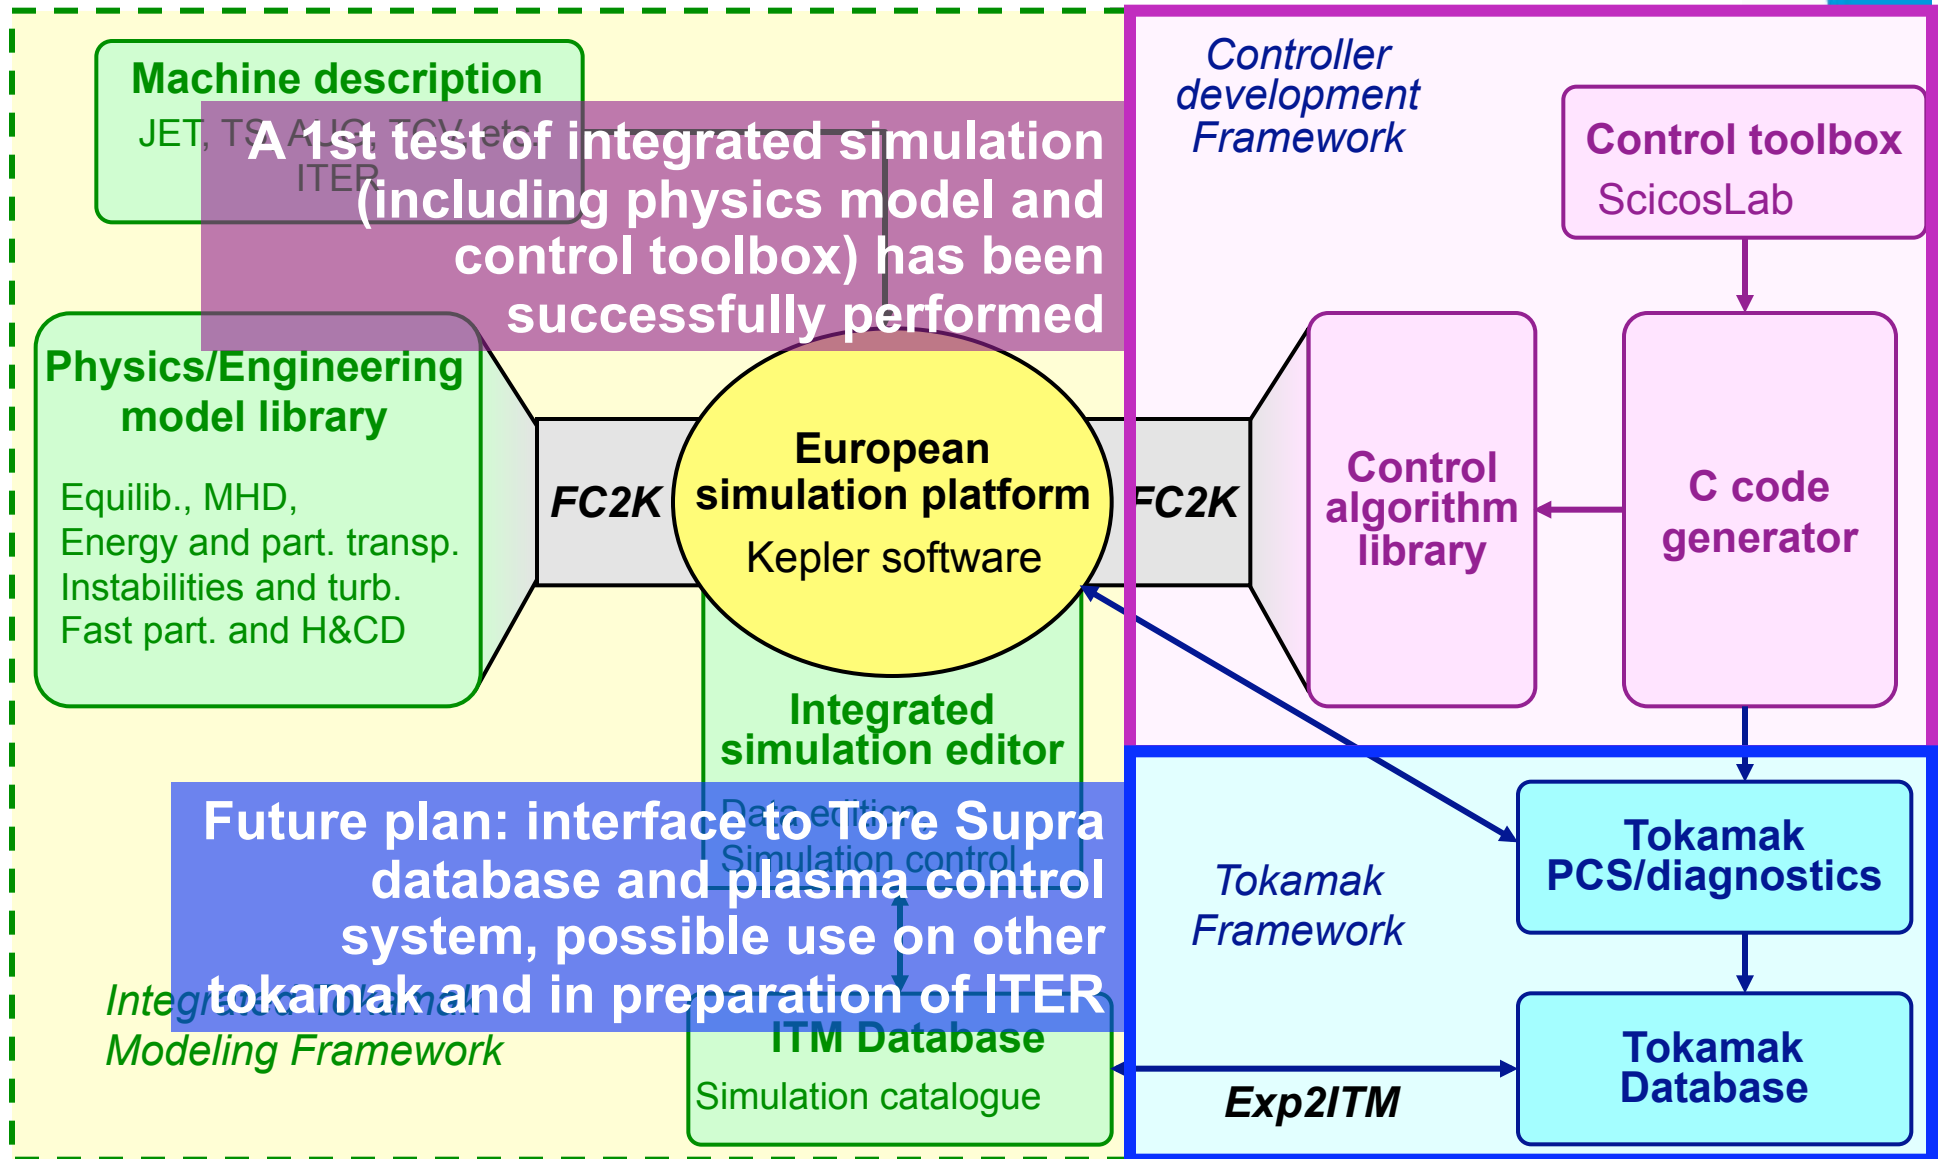 Machine description
JET, TS, AUG, TCV, etc.
ITER
A 1st test of integrated simulation
(including physics model and
control toolbox) has been
successfully performed
Controller
development
Framework
Control toolbox
ScicosLab
Physics/Engineering
model library
Equilib., MHD,
Energy and part. transp.
Instabilities and turb.
Fast part. and H&CD
FC2K
European
simulation platform
Kepler software
FC2K
Control
algorithm
library
C code
generator
Integrated
simulation editor
Data edition
Simulation control
Future plan: interface to Tore Supra
database and plasma control
system, possible use on other
tokamak and in preparation of ITER
Integrated Tokamak
Modeling Framework
ITM Database
Simulation catalogue
Tokamak
Framework
Tokamak
PCS/diagnostics
Exp2ITM
Tokamak
Database